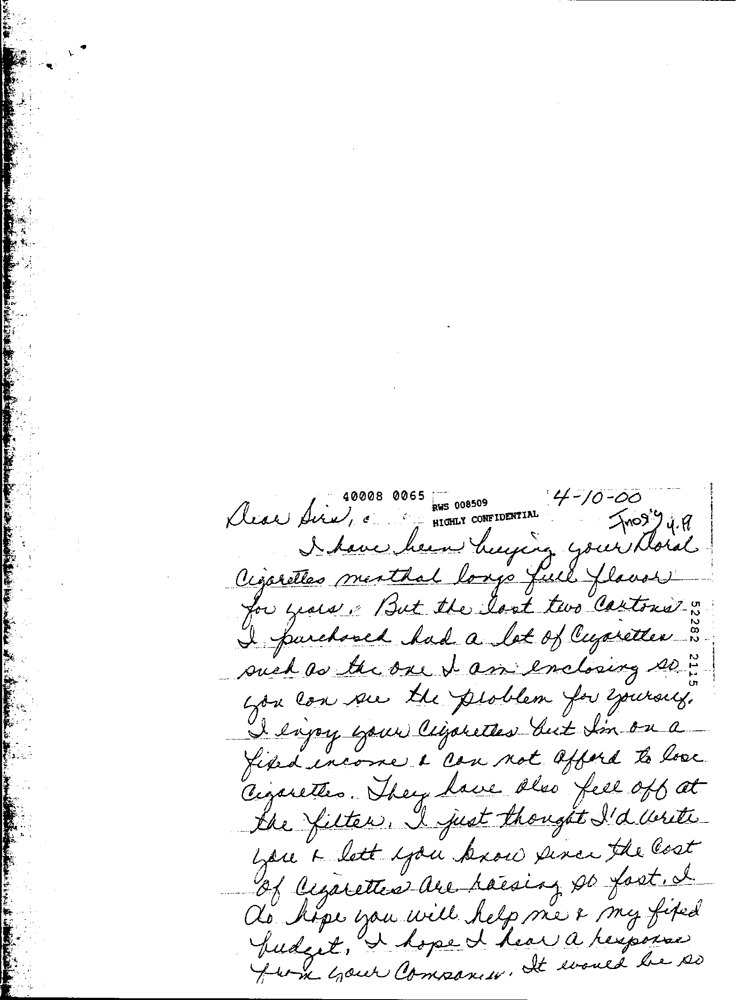 40008 0065
RWS 008509
HIGHLY CONFIDENTIAL
4-10-00
Dear Sirs,
I have been buying your Doral
Cigarettes menthal longs full flavor
for years. But the last two Cartons
I purchased had a lot of Cigarettes
such as the one I am enclosing so
you can see the problem for yourself.
I enjoy your Cigarettes but I'm on a
fixed income & can not afford to lose
Cigarettes. They have also fell off at
the filter. I just thought I'd write
you & lett you know since the Cost
of Cigarettes are raising so fast. I
do hope you will help me & my fixed
budget, I hope I hear a response
from your Companies. It would be so
52282 2115